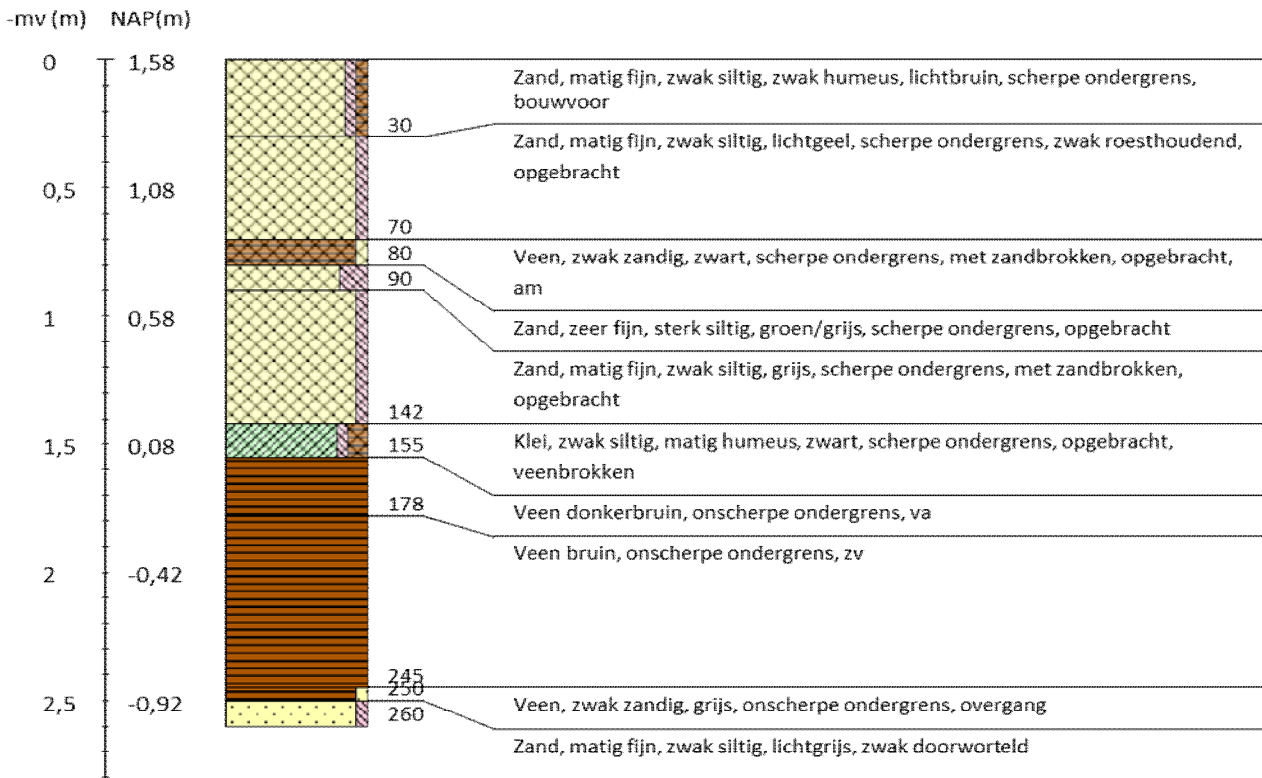 -mv (m) NAP(m)
0 1,58
Zand, matig fijn, zwak siltig, zwak humeus, lichtbruin, scherpe ondergrens,
bouwvoor
30
Zand, matig fijn, zwak siltig, lichtgeel, scherpe ondergrens, zwak roesthoudend,
opgebracht
0,5 1,08
70
80
Veen, zwak zandig, zwart, scherpe ondergrens, met zandbrokken, opgebracht,
am
90
1 0,58
Zand, zeer fijn, sterk siltig, groen/grijs, scherpe ondergrens, opgebracht
Zand, matig fijn, zwak siltig, grijs, scherpe ondergrens, met zandbrokken,
opgebracht
142
1,5 0,08
155
Klei, zwak siltig, matig humeus, zwart, scherpe ondergrens, opgebracht,
veenbrokken
178
Veen donkerbruin, onscherpe ondergrens, va
Veen bruin, onscherpe ondergrens, zv
2 -0,42
245
250
2,5 -0,92
260
Veen, zwak zandig, grijs, onscherpe ondergrens, overgang
Zand, matig fijn, zwak siltig, lichtgrijs, zwak doorworteld